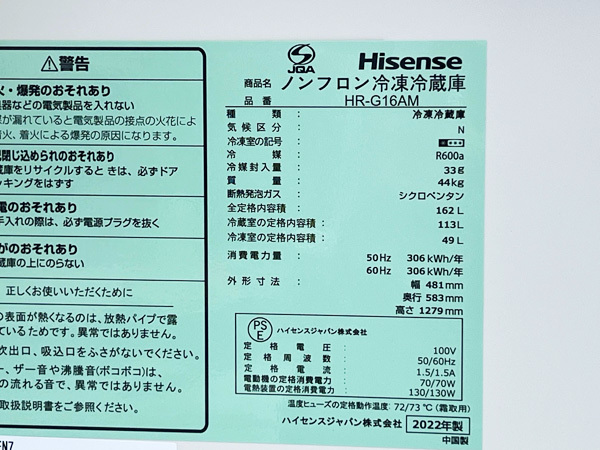 ⚠警告
火・爆発のおそれあり
器などの電気製品を入れない
が漏れていると電気製品の接点の火花によ
火、着火による爆発の原因になります。
閉じ込められのおそれあり
蔵庫をリサイクルするときは、必ずドア
ッキングをはずす
電のおそれあり
手入れの際は、必ず電源プラグを抜く
がのおそれあり
蔵庫の上にのらない
正しくお使いいただくために
の表面が熱くなるのは、放熱パイプで露
ているためです。異常ではありません。
次出口、吸込口をふさがないでください。
ー、ザー音や沸騰音(ポコポコ)は、
の流れる音で、異常ではありません。
取扱説明書をご参照ください。
EN7
JQA
Hisense
商品名 ノンフロン冷凍冷蔵庫
品番 HR-G16AM
種類: 冷凍冷蔵庫
気候区分: N
冷凍室の記号:
冷媒: R600a
冷媒封入量: 33g
質量: 44kg
断熱発泡ガス: シクロペンタン
全定格内容積: 162L
冷蔵室の定格内容積: 113L
冷凍室の定格内容積: 49L
消費電力量: 50Hz 306kWh/年
60Hz 306kWh/年
外形寸法: 幅 481mm
奥行 583mm
高さ 1279mm
PSE ハイセンスジャパン株式会社
定格電圧: 100V
定格周波数: 50/60Hz
定格電流: 1.5/1.5A
電動機の定格消費電力: 70/70W
電熱装置の定格消費電力: 130/130W
温度ヒューズの定格動作温度: 72/73℃(霜取用)
ハイセンスジャパン株式会社 2022年製
中国製